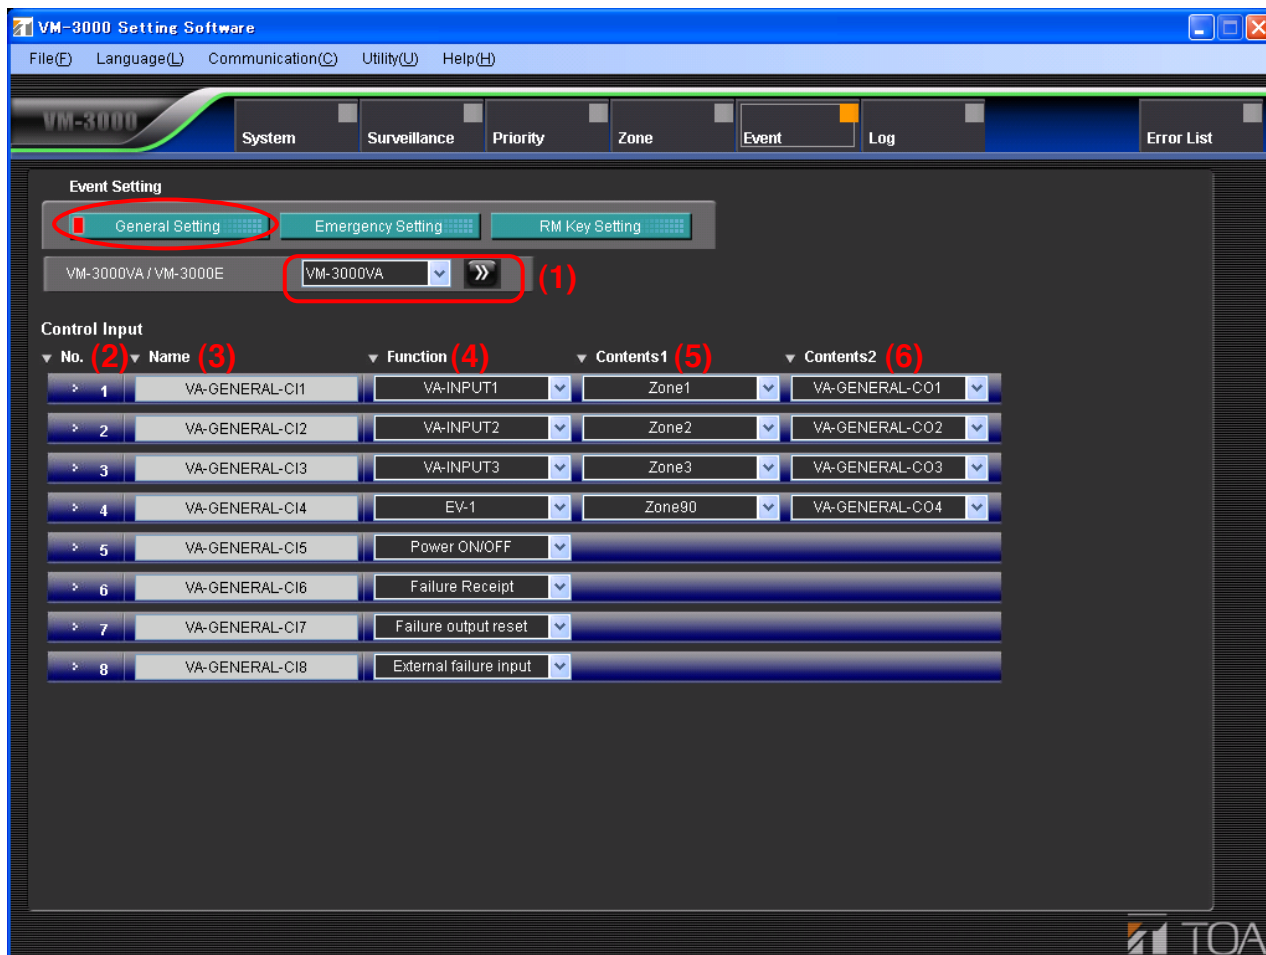 VM-3000 Setting Software
File(F) Language(L) Communication(C) Utility(U) Help(H)
VM-3000 System Surveillance Priority Zone Event Log Error List
Event Setting
General Setting Emergency Setting RM Key Setting
VM-3000VA / VM-3000E VM-3000VA (1)
Control Input
No. (2) Name (3) Function (4) Contents1 (5) Contents2 (6)
1 VA-GENERAL-CI1 VA-INPUT1 Zone1 VA-GENERAL-CO1
2 VA-GENERAL-CI2 VA-INPUT2 Zone2 VA-GENERAL-CO2
3 VA-GENERAL-CI3 VA-INPUT3 Zone3 VA-GENERAL-CO3
4 VA-GENERAL-CI4 EV-1 Zone90 VA-GENERAL-CO4
5 VA-GENERAL-CI5 Power ON/OFF
6 VA-GENERAL-CI6 Failure Receipt
7 VA-GENERAL-CI7 Failure output reset
8 VA-GENERAL-CI8 External failure input
TOA